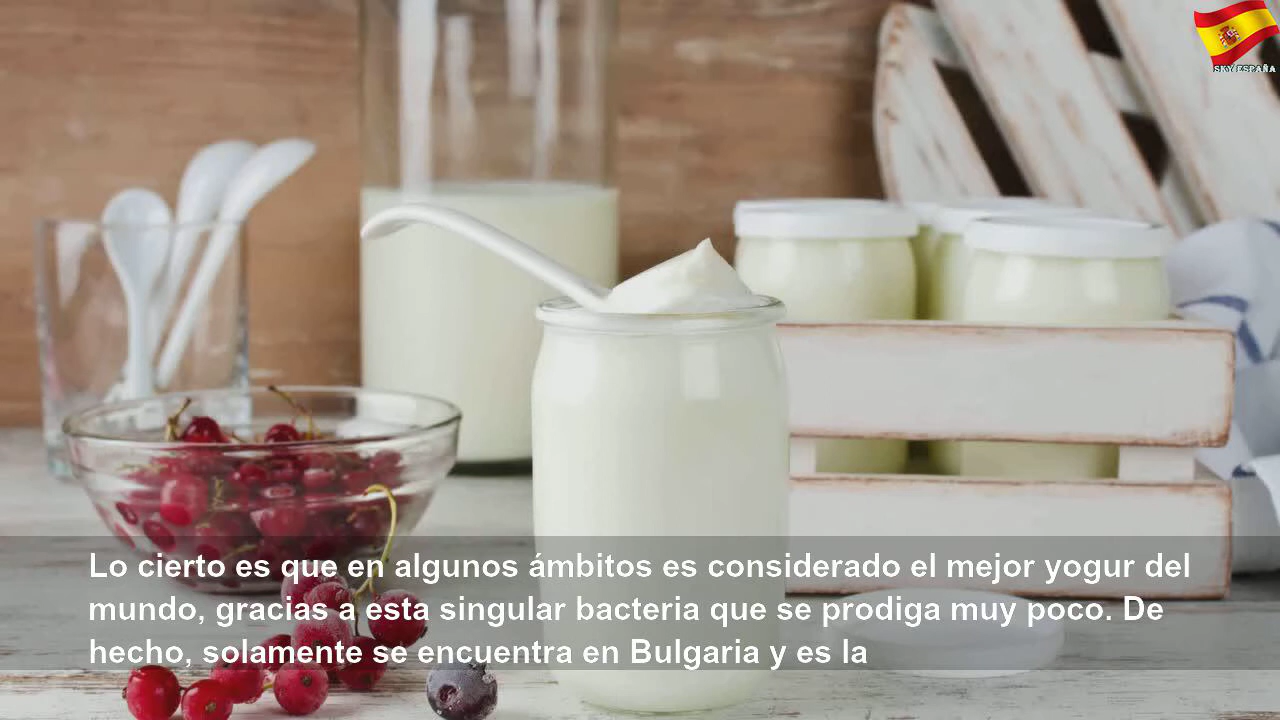 SKY ESPAÑA
Lo cierto es que en algunos ámbitos es considerado el mejor yogur del
mundo, gracias a esta singular bacteria que se prodiga muy poco. De
hecho, solamente se encuentra en Bulgaria y es la